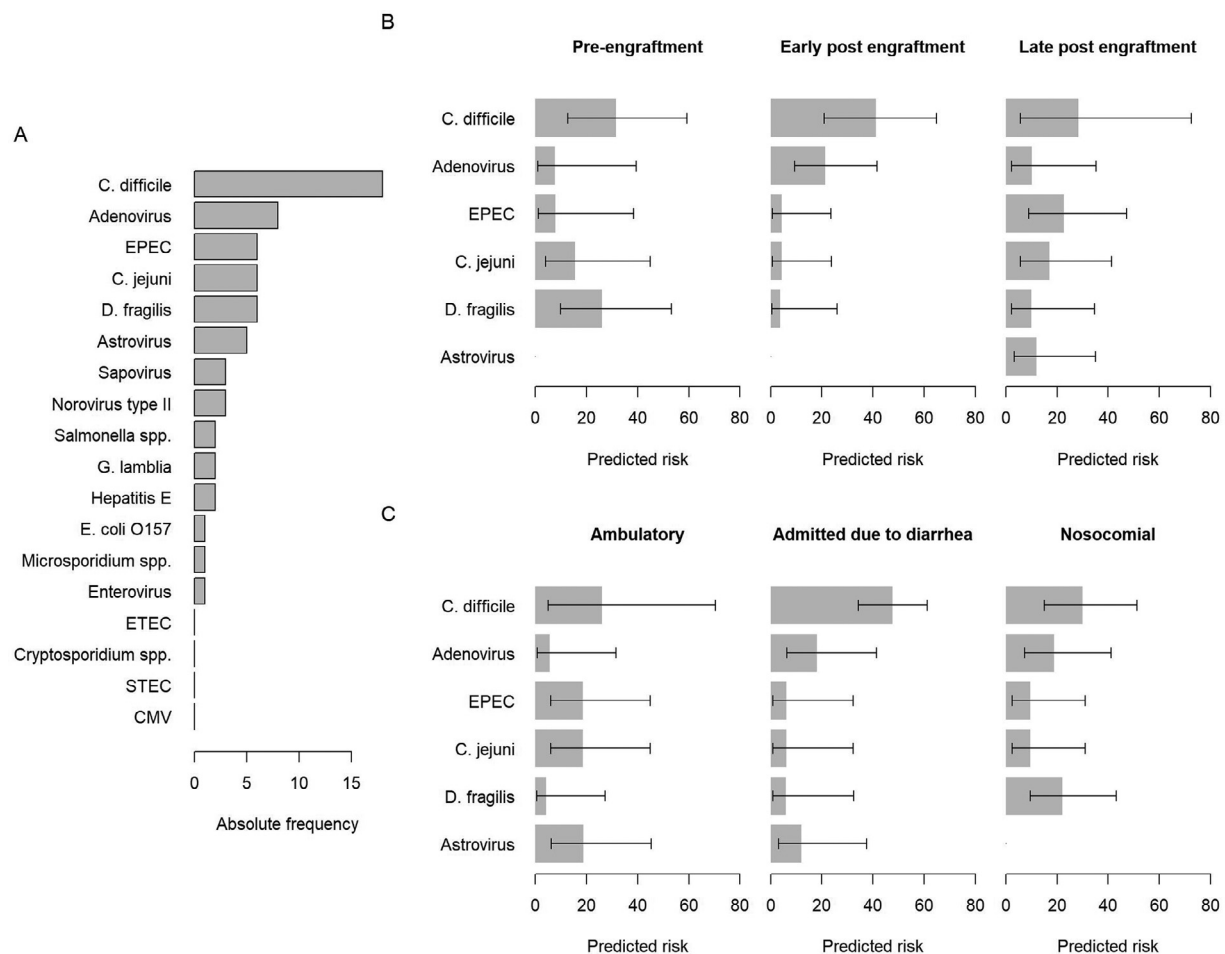 A
C. difficile
Adenovirus
EPEC
C. jejuni
D. fragilis
Astrovirus
Sapovirus
Norovirus type II
Salmonella spp.
G. lamblia
Hepatitis E
E. coli O157
Microsporidium spp.
Enterovirus
ETEC
Cryptosporidium spp.
STEC
CMV
0 5 10 15
Absolute frequency
B
Pre-engraftment Early post engraftment Late post engraftment
C. difficile
Adenovirus
EPEC
C. jejuni
D. fragilis
Astrovirus
0 20 40 60 80 0 20 40 60 80 0 20 40 60 80
Predicted risk Predicted risk Predicted risk
C
Ambulatory Admitted due to diarrhea Nosocomial
C. difficile
Adenovirus
EPEC
C. jejuni
D. fragilis
Astrovirus
0 20 40 60 80 0 20 40 60 80 0 20 40 60 80
Predicted risk Predicted risk Predicted risk